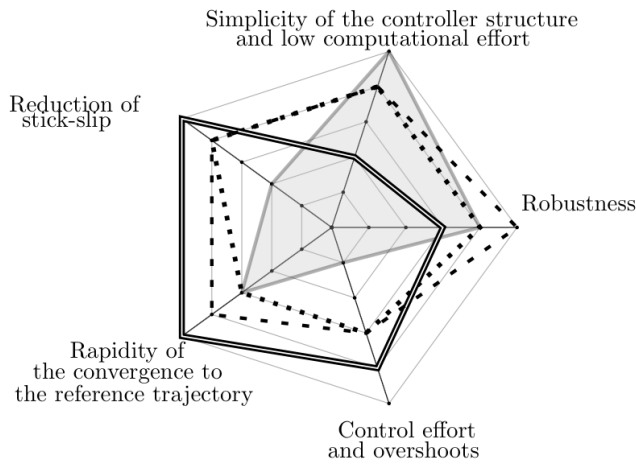 Simplicity of the controller structure
and low computational effort
Reduction of
stick-slip
Robustness
Rapidity of
the convergence to
the reference trajectory
Control effort
and overshoots